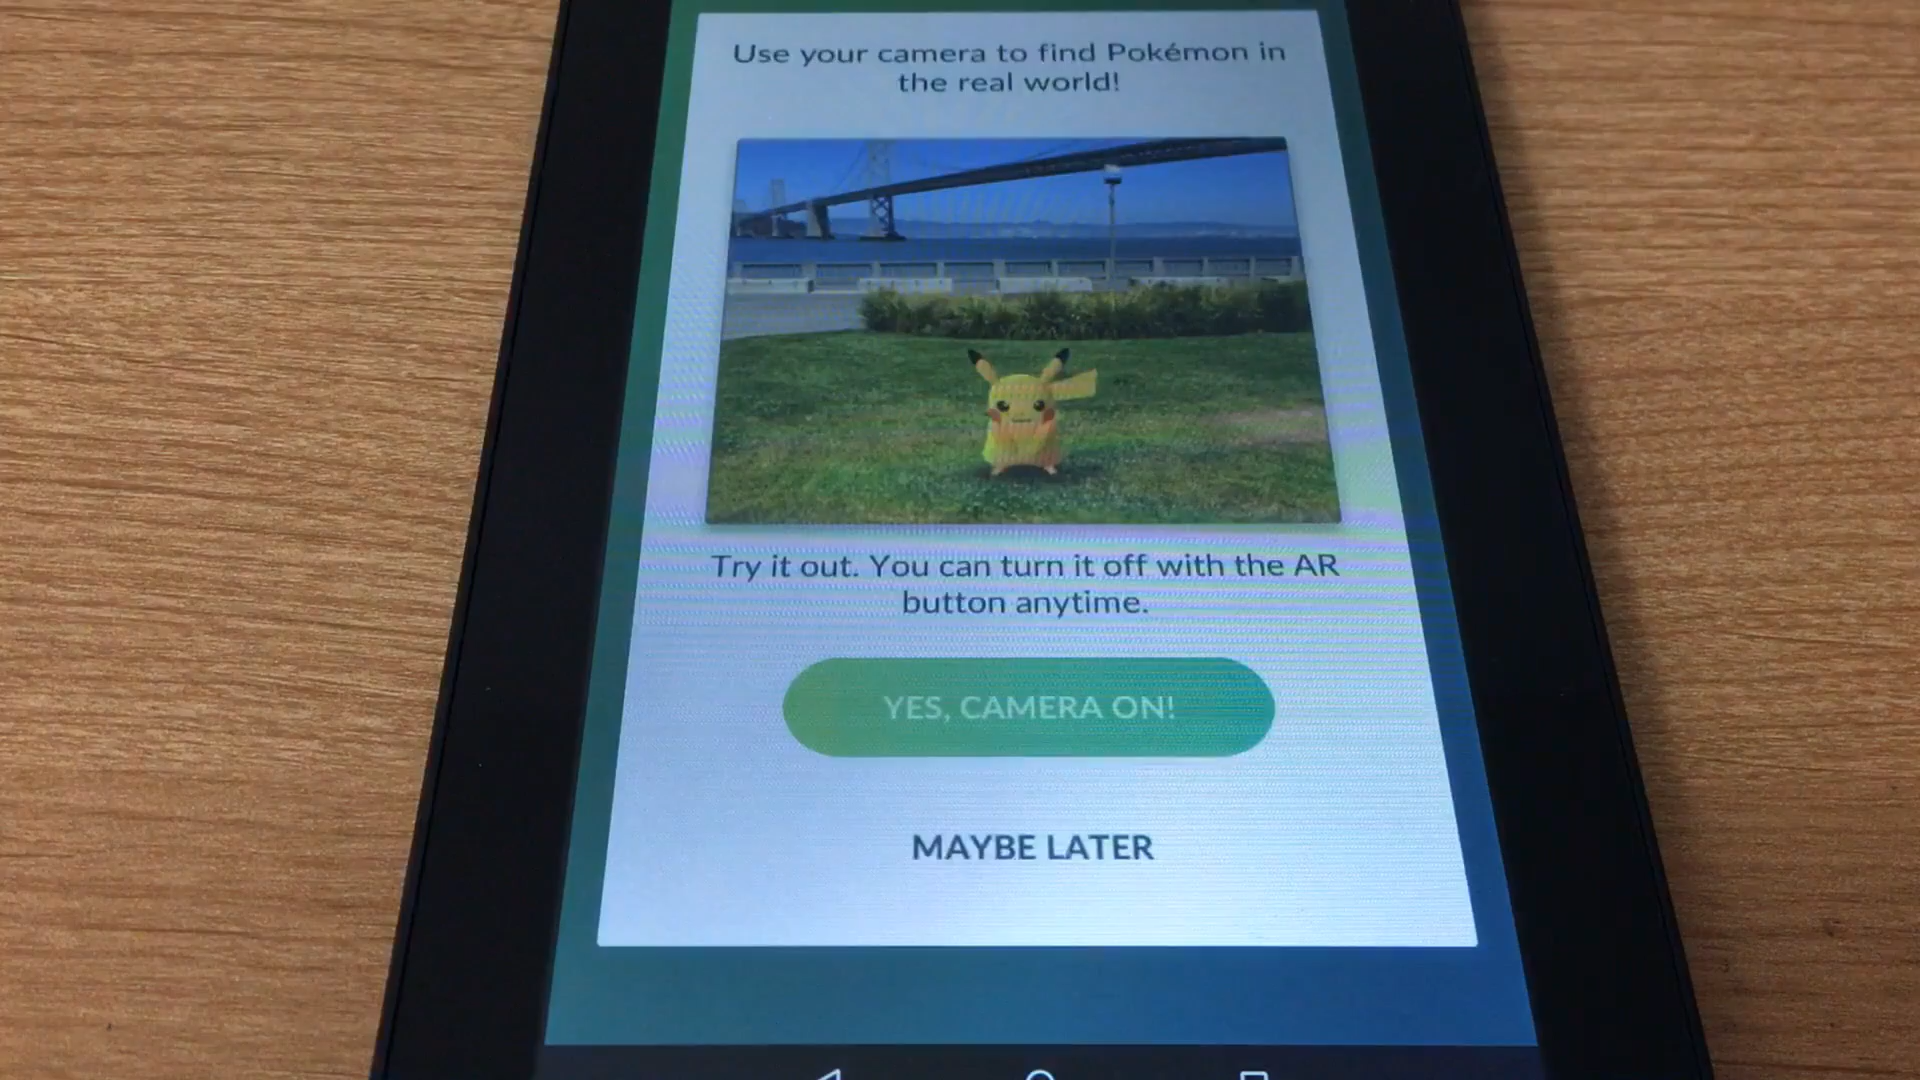 Use your camera to find Pokémon in
the real world!
Try it out. You can turn it off with the AR
button anytime.
YES, CAMERA ON!
MAYBE LATER